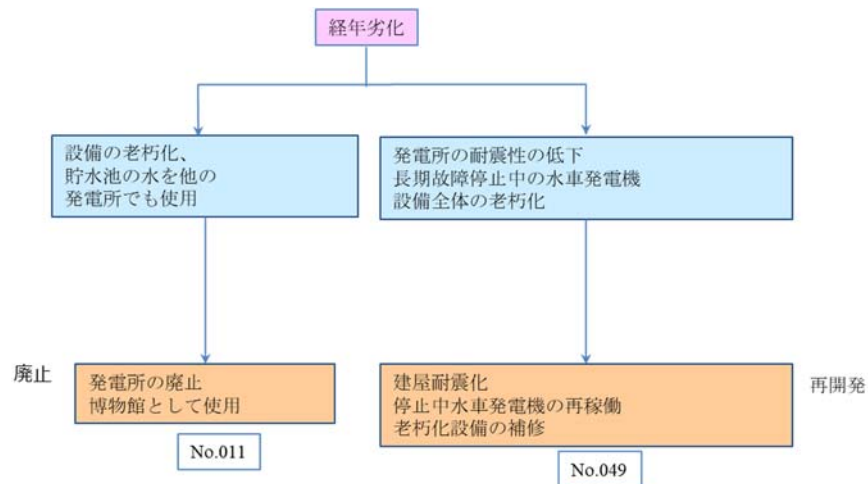 経年劣化
設備の老朽化、
貯水池の水を他の
発電所でも使用
発電所の耐震性の低下
長期故障停止中の水車発電機
設備全体の老朽化
廃止
発電所の廃止
博物館として使用
No.011
建屋耐震化
停止中水車発電機の再稼働
老朽化設備の補修
No.049
再開発